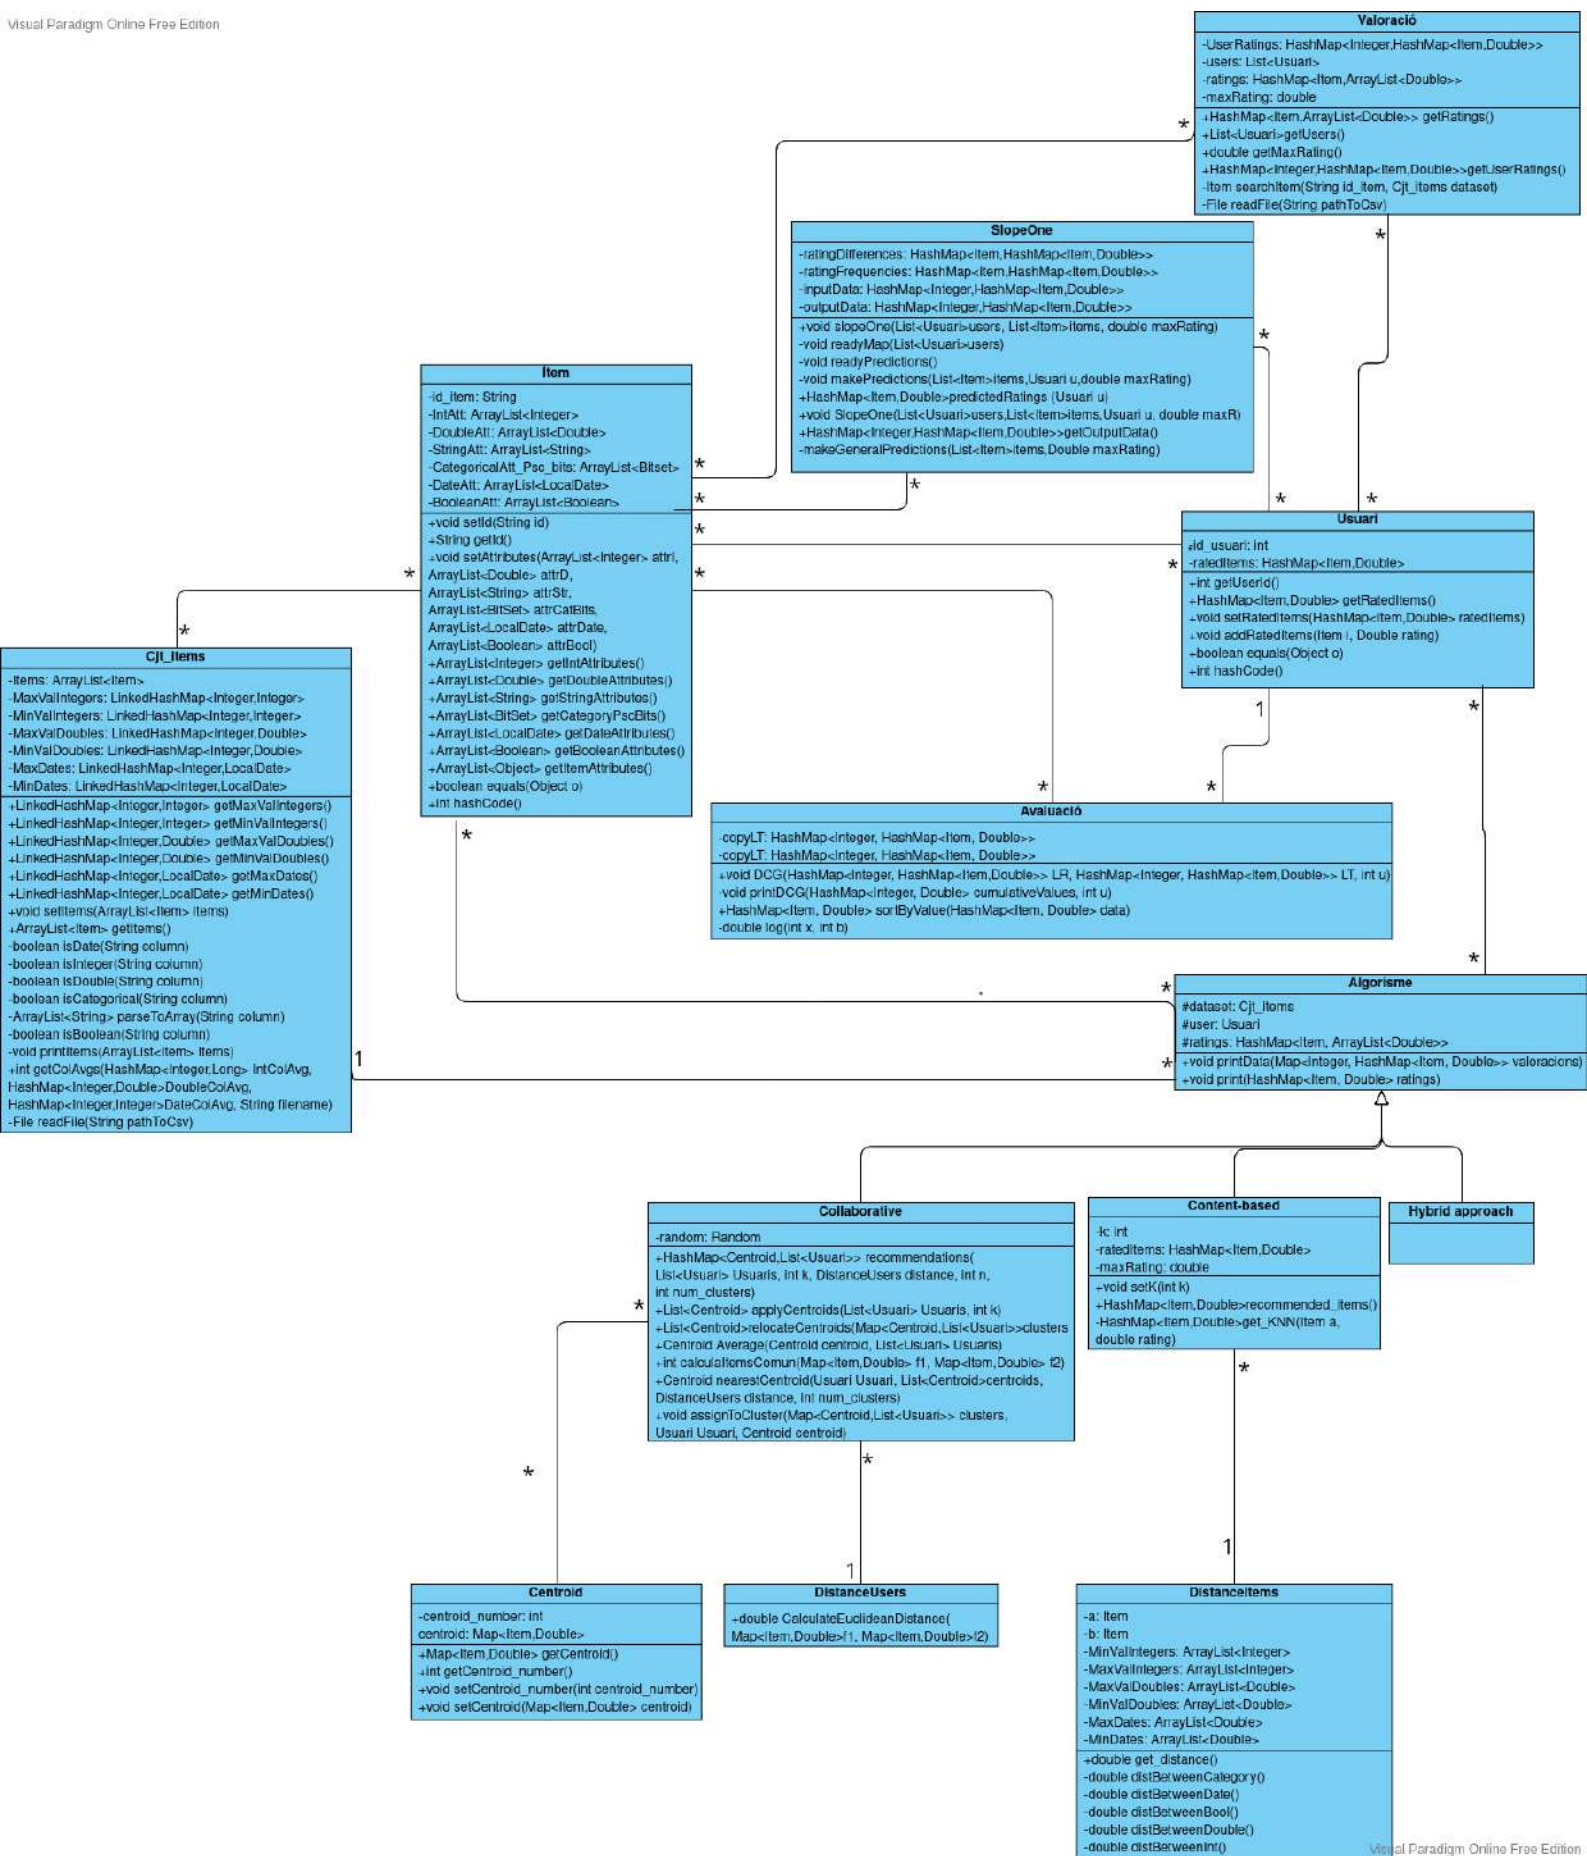 Visual Paradigm Online Free Edition
Valoració
-UserRatings: HashMap<Integer,HashMap<Item,Double>>
-users: List<Usuari>
-ratings: HashMap<Item,ArrayList<Double>>
-maxRating: double
+HashMap<Item,ArrayList<Double>> getRatings()
+List<Usuari>getUsers()
+double getMaxRating()
+HashMap<Integer,HashMap<Item,Double>>getUserRatings()
-Item searchItem(String id_item, Cjt_items dataset)
-File readFile(String pathToCsv)
*
*
SlopeOne
-ratingDifferences: HashMap<Item,HashMap<Item,Double>>
-ratingFrequencies: HashMap<Item,HashMap<Item,Double>>
-inputData: HashMap<Integer,HashMap<Item,Double>>
-outputData: HashMap<Integer,HashMap<Item,Double>>
+void slopeOne(List<Usuari>users, List<Item>items, double maxRating)
-void readyMap(List<Usuari>users)
-void readyPredictions()
-void makePredictions(List<Item>items,Usuari u,double maxRating)
+HashMap<Item,Double>predictedRatings (Usuari u)
+void SlopeOne(List<Usuari>users,List<Item>items,Usuari u, double maxR)
+HashMap<Integer,HashMap<Item,Double>>getOutputData()
-makeGeneralPredictions(List<Item>items,Double maxRating)
*
*
*
*
Ítem
-id_item: String
-IntAtt: ArrayList<Integer>
-DoubleAtt: ArrayList<Double>
-StringAtt: ArrayList<String>
-CategoricalAtt_Psc_bits: ArrayList<Bitset>
-DateAtt: ArrayList<LocalDate>
-BooleanAtt: ArrayList<Boolean>
+void setId(String id)
+String getId()
+void setAttributes(ArrayList<Integer> attrI,
ArrayList<Double> attrD,
ArrayList<String> attrStr,
ArrayList<BitSet> attrCatBits,
ArrayList<LocalDate> attrDate,
ArrayList<Boolean> attrBool)
+ArrayList<Integer> getIntAttributes()
+ArrayList<Double> getDoubleAttributes()
+ArrayList<String> getStringAttributes()
+ArrayList<BitSet> getCategoryPscBits()
+ArrayList<LocalDate> getDateAttributes()
+ArrayList<Boolean> getBooleanAttributes()
+ArrayList<Object> getItemAttributes()
+boolean equals(Object o)
+int hashCode()
*
*
*
*
*
*
Usuari
-id_usuari: int
-ratedItems: HashMap<Item,Double>
+int getUserId()
+HashMap<Item,Double> getRatedItems()
+void setRatedItems(HashMap<Item,Double> ratedItems)
+void addRatedItems(Item i, Double rating)
+boolean equals(Object o)
+int hashCode()
*
1
*
*
Cjt_Items
-Items: ArrayList<Item>
-MaxValIntegers: LinkedHashMap<Integer,Integer>
-MinValIntegers: LinkedHashMap<Integer,Integer>
-MaxValDoubles: LinkedHashMap<Integer,Double>
-MinValDoubles: LinkedHashMap<Integer,Double>
-MaxDates: LinkedHashMap<Integer,LocalDate>
-MinDates: LinkedHashMap<Integer,LocalDate>
+LinkedHashMap<Integer,Integer> getMaxValIntegers()
+LinkedHashMap<Integer,Integer> getMinValIntegers()
+LinkedHashMap<Integer,Double> getMaxValDoubles()
+LinkedHashMap<Integer,Double> getMinValDoubles()
+LinkedHashMap<Integer,LocalDate> getMaxDates()
+LinkedHashMap<Integer,LocalDate> getMinDates()
+void setItems(ArrayList<Item> Items)
+ArrayList<Item> getItems()
-boolean isDate(String column)
-boolean isInteger(String column)
-boolean isDouble(String column)
-boolean isCategorical(String column)
-ArrayList<String> parseToArray(String column)
-boolean isBoolean(String column)
-void printItems(ArrayList<Item> Items)
+int getColAvgs(HashMap<Integer,Long> IntColAvg,
HashMap<Integer,Double>DoubleColAvg,
HashMap<Integer,Integer>DateColAvg, String filename)
-File readFile(String pathToCsv)
1
*
*
Avaluació
-copyLT: HashMap<Integer, HashMap<Item, Double>>
-copyLT: HashMap<Integer, HashMap<Item, Double>>
+void DCG(HashMap<Integer, HashMap<Item,Double>> LR, HashMap<Integer, HashMap<Item,Double>> LT, int u)
-void printDCG(HashMap<Integer, Double> cumulativeValues, int u)
+HashMap<Item, Double> sortByValue(HashMap<Item, Double> data)
-double log(int x, int b)
*
*
*
*
Algorisme
#dataset: Cjt_items
#user: Usuari
#ratings: HashMap<Item, ArrayList<Double>>
+void printData(Map<Integer, HashMap<Item, Double>> valoracions)
+void print(HashMap<Item, Double> ratings)
Collaborative
-random: Random
+HashMap<Centroid,List<Usuari>> recommendations(
List<Usuari> Usuaris, int k, DistanceUsers distance, int n,
int num_clusters)
+List<Centroid> applyCentroids(List<Usuari> Usuaris, int k)
+List<Centroid>relocateCentroids(Map<Centroid,List<Usuari>>clusters
+Centroid Average(Centroid centroid, List<Usuari> Usuaris)
+int calculaItemsComun(Map<Item,Double> f1, Map<Item,Double> f2)
+Centroid nearestCentroid(Usuari Usuari, List<Centroid>centroids,
DistanceUsers distance, int num_clusters)
+void assignToCluster(Map<Centroid,List<Usuari>> clusters,
Usuari Usuari, Centroid centroid)
*
*
*
1
Content-based
-k: int
-ratedItems: HashMap<Item,Double>
-maxRating: double
+void setK(int k)
+HashMap<Item,Double>recommended_items()
-HashMap<Item,Double>get_KNN(Item a,
double rating)
*
1
Hybrid approach
Centroid
-centroid_number: int
centroid: Map<Item,Double>
+Map<Item,Double> getCentroid()
+int getCentroid_number()
+void setCentroid_number(int centroid_number)
+void setCentroid(Map<Item,Double> centroid)
DistanceUsers
+double CalculateEuclideanDistance(
Map<Item,Double>f1, Map<Item,Double>f2)
DistanceItems
-a: Item
-b: Item
-MinValIntegers: ArrayList<Integer>
-MaxValIntegers: ArrayList<Integer>
-MaxValDoubles: ArrayList<Double>
-MinValDoubles: ArrayList<Double>
-MaxDates: ArrayList<Double>
-MinDates: ArrayList<Double>
+double get_distance()
-double distBetweenCategory()
-double distBetweenDate()
-double distBetweenBool()
-double distBetweenDouble()
-double distBetweenInt()
Visual Paradigm Online Free Edition